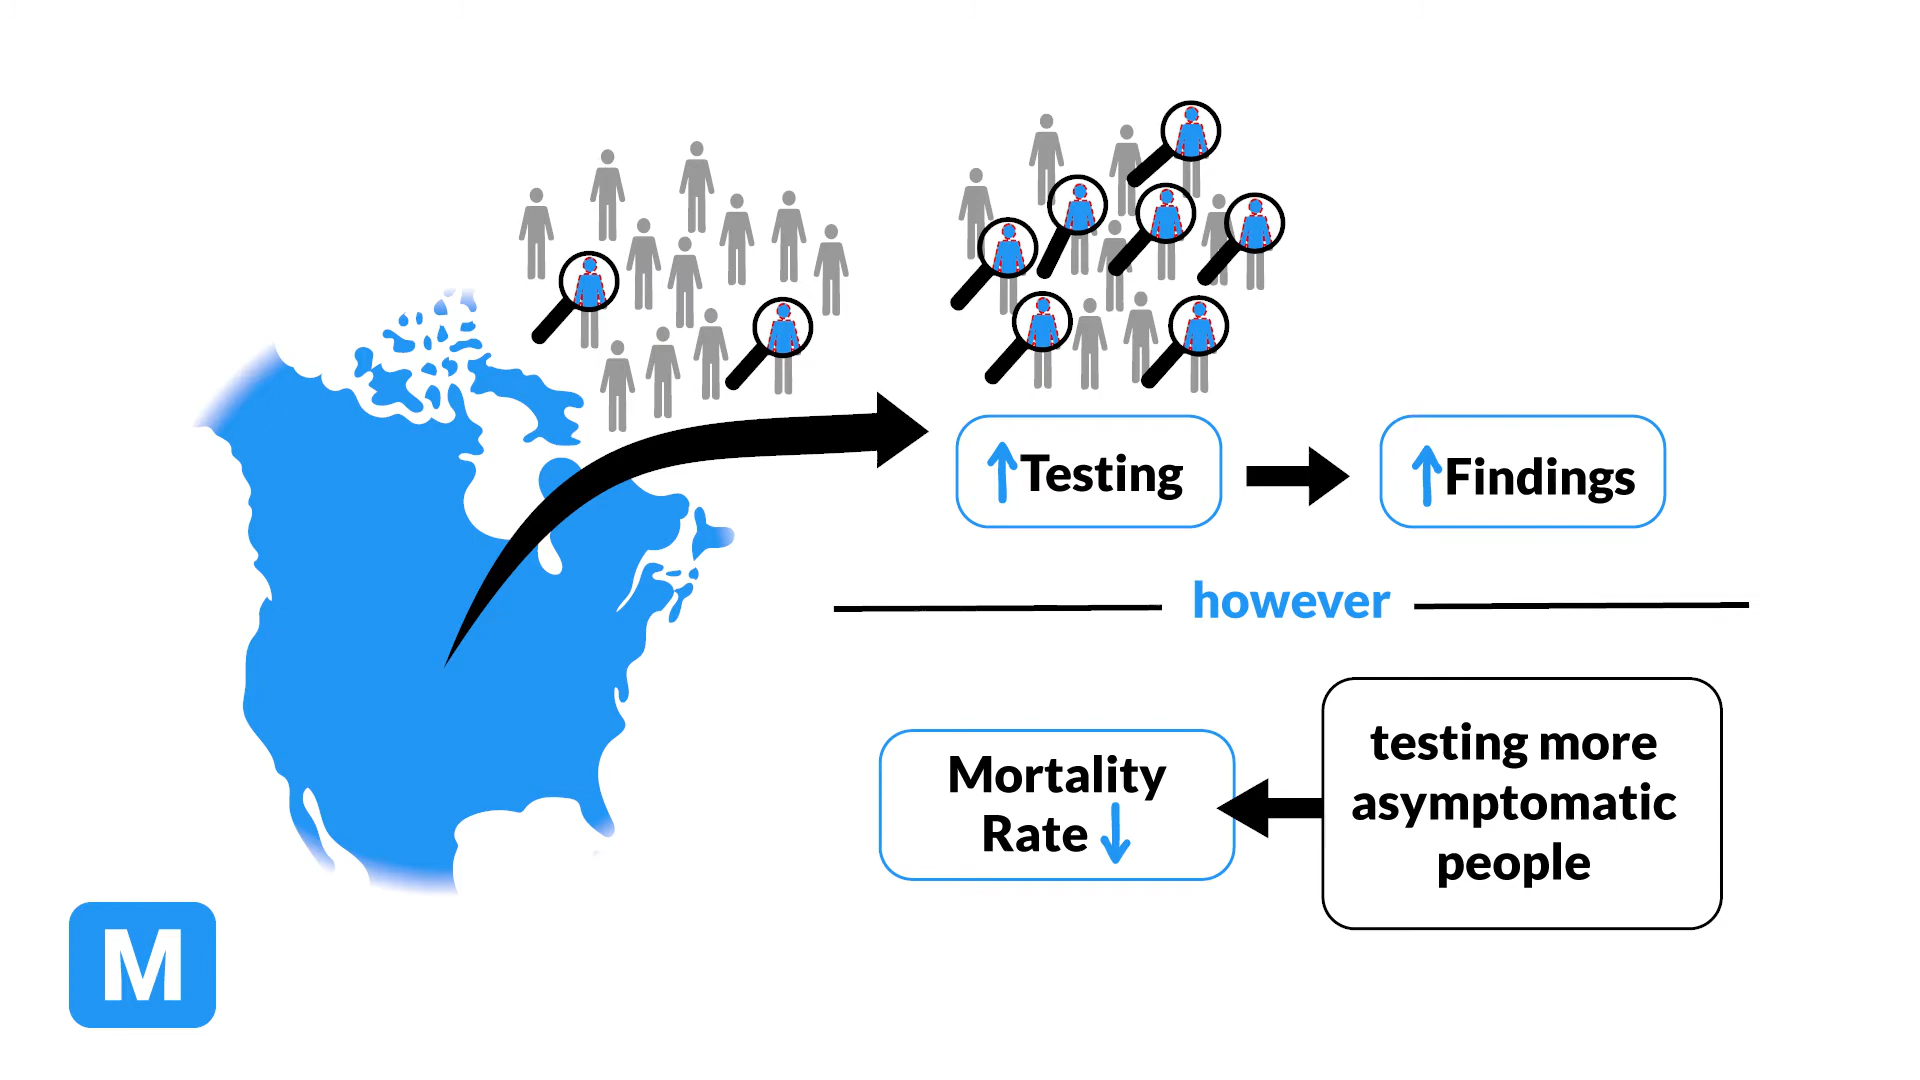 ↑Testing
↑Findings
however
Mortality
Rate ↓
testing more
asymptomatic
people
M